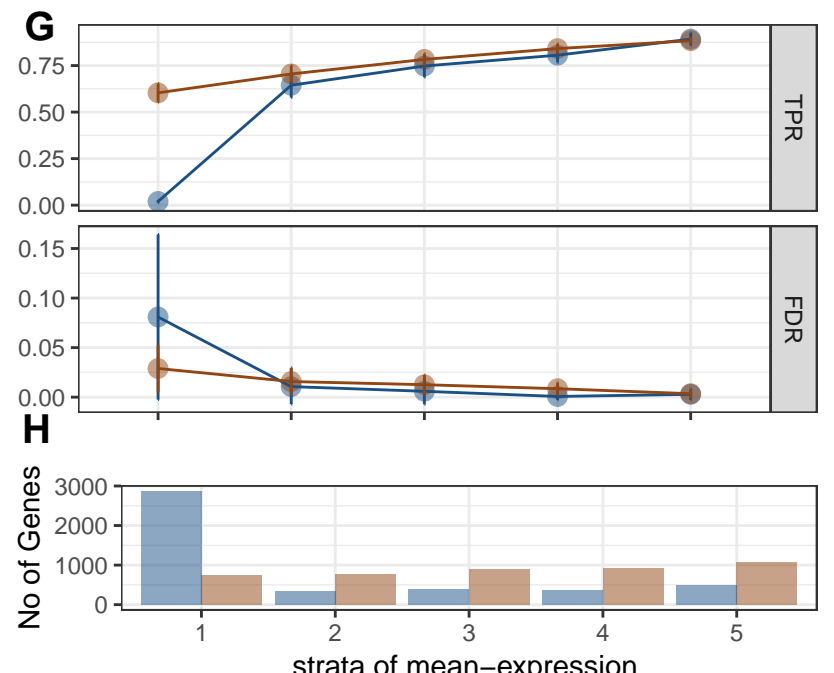 G
0.75
0.50
0.25
0.00
TPR
0.15
0.10
0.05
0.00
FDR
H
No of Genes
3000
2000
1000
0
1 2 3 4 5
strata of mean−expression